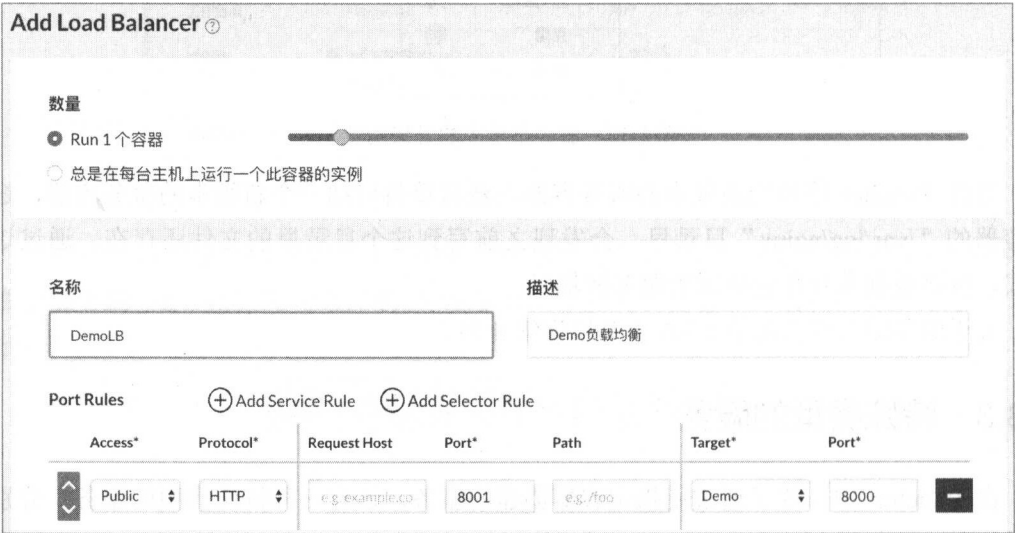 Add Load Balancer ?
数量
Run 1 个容器
总是在每台主机上运行一个此容器的实例
名称 描述
DemoLB Demo负载均衡
Port Rules + Add Service Rule + Add Selector Rule
Access* Protocol* Request Host Port* Path Target* Port*
Public HTTP e.g. example.co 8001 e.g. /foo Demo 8000